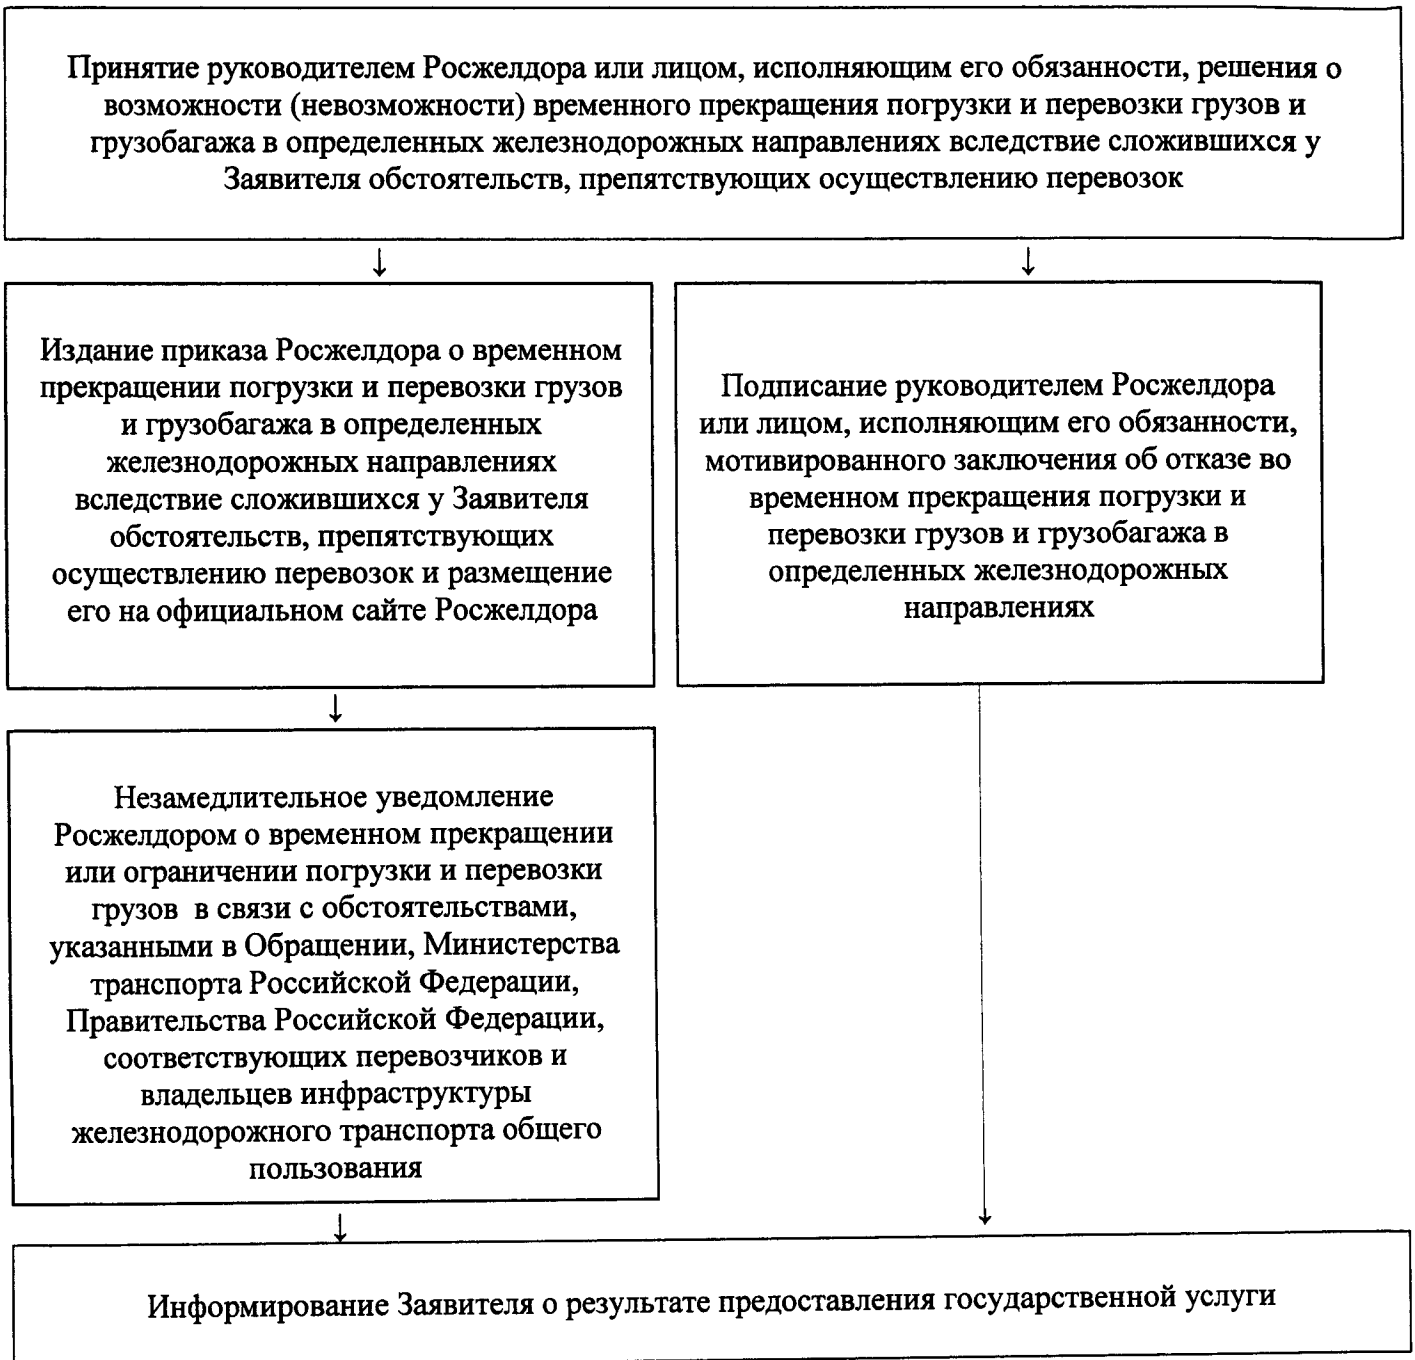 Принятие руководителем Росжелдора или лицом, исполняющим его обязанности, решения о
возможности (невозможности) временного прекращения погрузки и перевозки грузов и
грузобагажа в определенных железнодорожных направлениях вследствие сложившихся у
Заявителя обстоятельств, препятствующих осуществлению перевозок
Издание приказа Росжелдора о временном
прекращении погрузки и перевозки грузов
и грузобагажа в определенных
железнодорожных направлениях
вследствие сложившихся у Заявителя
обстоятельств, препятствующих
осуществлению перевозок и размещение
его на официальном сайте Росжелдора
Подписание руководителем Росжелдора
или лицом, исполняющим его обязанности,
мотивированного заключения об отказе во
временном прекращения погрузки и
перевозки грузов и грузобагажа в
определенных железнодорожных
направлениях
Незамедлительное уведомление
Росжелдором о временном прекращении
или ограничении погрузки и перевозки
грузов в связи с обстоятельствами,
указанными в Обращении, Министерства
транспорта Российской Федерации,
Правительства Российской Федерации,
соответствующих перевозчиков и
владельцев инфраструктуры
железнодорожного транспорта общего
пользования
Информирование Заявителя о результате предоставления государственной услуги